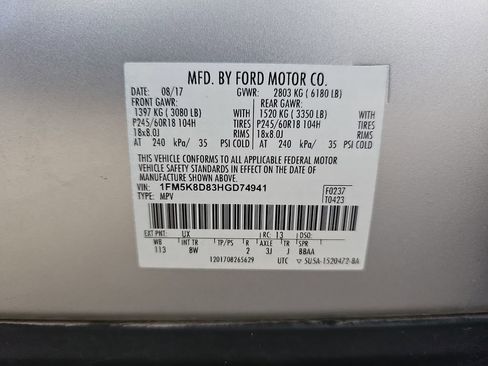 MFD. BY FORD MOTOR CO.
DATE: 08/17 GVWR: 2803 KG ( 6180 LB)
FRONT GAWR: REAR GAWR:
1397 KG ( 3080 LB) 1520 KG ( 3350 LB)
P245/60R18 104H TIRES P245/60R18 104H TIRES
18x8.0J RIMS 18x8.0J RIMS
AT 240 kPa/ 35 PSI COLD AT 240 kPa/ 35 PSI COLD
THIS VEHICLE CONFORMS TO ALL APPLICABLE FEDERAL MOTOR
VEHICLE SAFETY AND THEFT PREVENTION STANDARDS IN EFFECT ON THE DATE
OF MANUFACTURE SHOWN ABOVE.
VIN: 1FM5K8D83HGD74941 F0237
TYPE: MPV T0423
EXT PNT: UX RC: 13 DSO:
WB INT TR TP/PS R AXLE TR SPR
113 8W 2 3J J BBAA
1201708265629 UTC 5U5A-1520472-BA